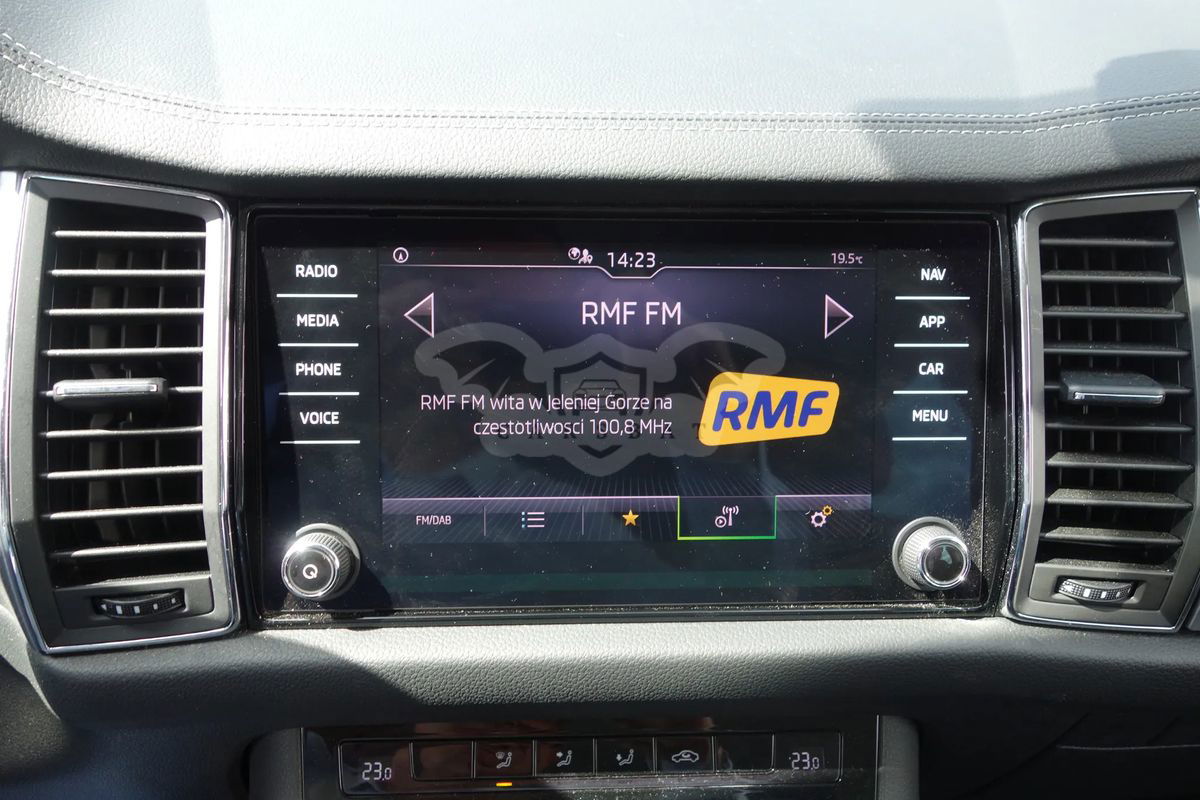 14:23
19.5°C
RADIO
MEDIA
PHONE
VOICE
RMF FM
RMF FM wita w Jeleniej Gorze na
czestotliwosci 100,8 MHz
RMF
NAV
APP
CAR
MENU
FM/DAB
23.0
23.0